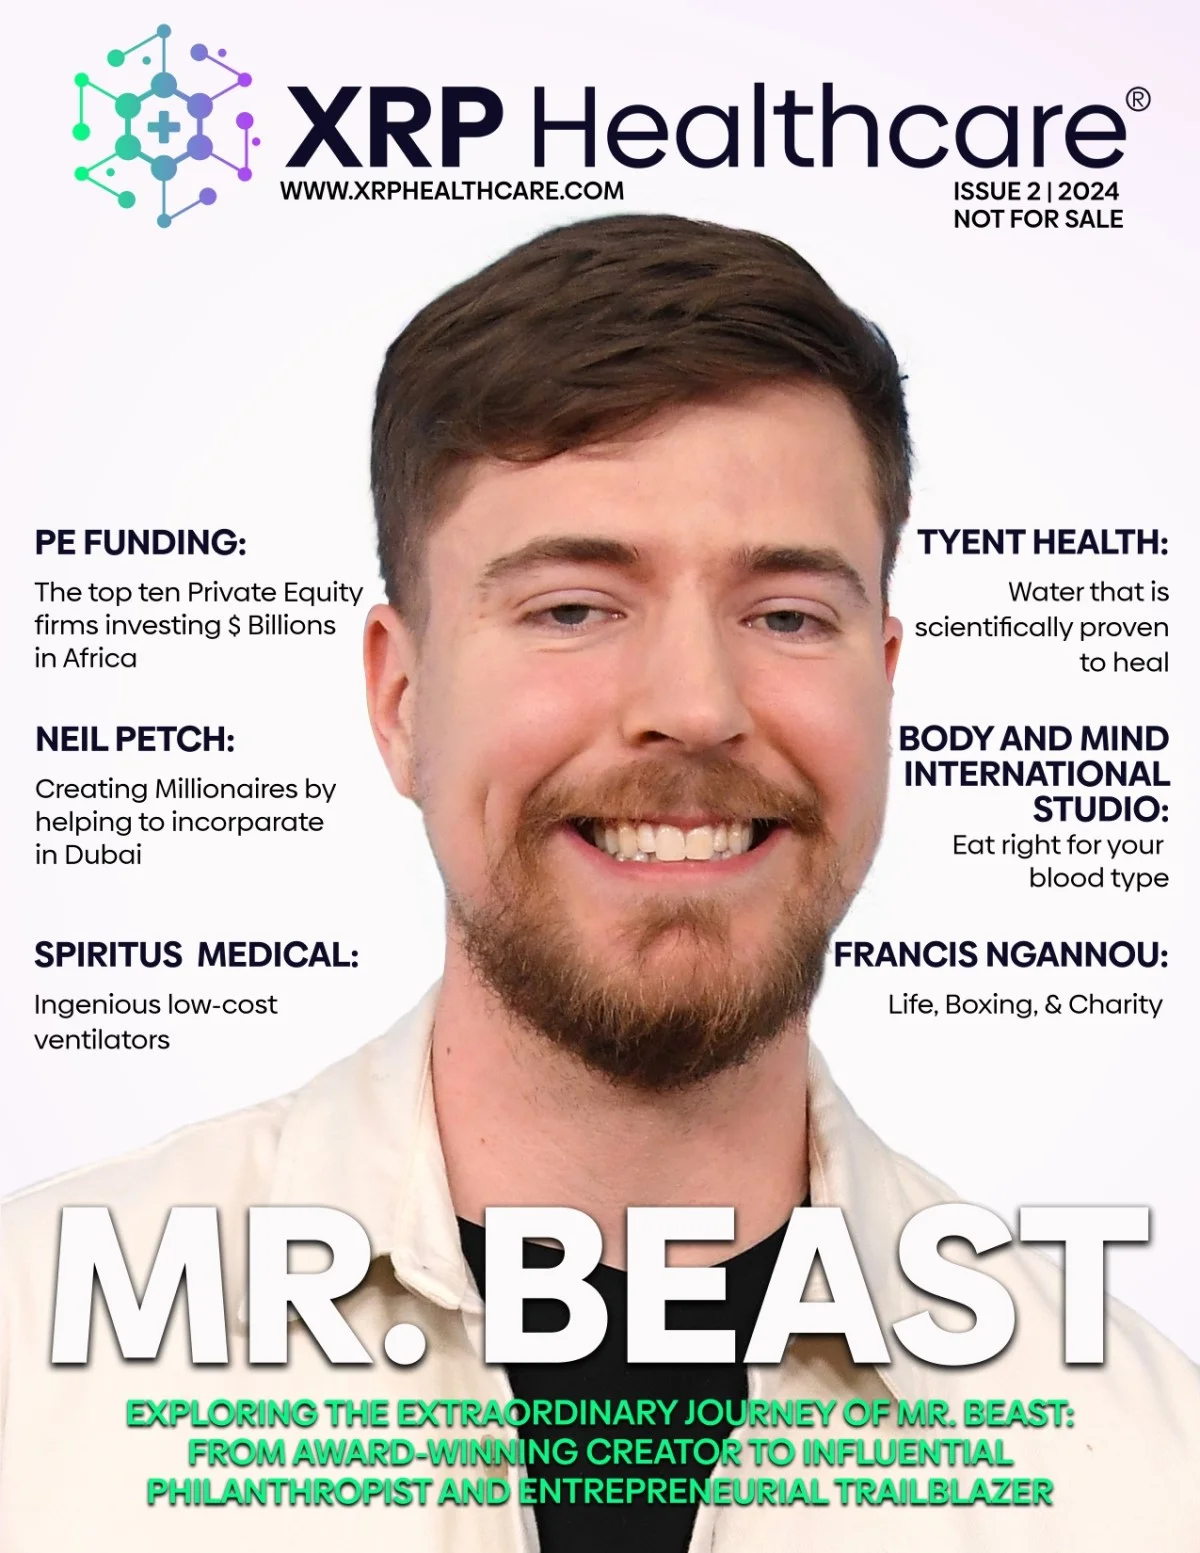 XRP Healthcare®
WWW.XRPHEALTHCARE.COM
ISSUE 2 | 2024
NOT FOR SALE
PE FUNDING:
The top ten Private Equity
firms investing $ Billions
in Africa
NEIL PETCH:
Creating Millionaires by
helping to incorparate
in Dubai
SPIRITUS MEDICAL:
Ingenious low-cost
ventilators
TYENT HEALTH:
Water that is
scientifically proven
to heal
BODY AND MIND
INTERNATIONAL
STUDIO:
Eat right for your
blood type
FRANCIS NGANNOU:
Life, Boxing, & Charity
MR. BEAST
EXPLORING THE EXTRAORDINARY JOURNEY OF MR. BEAST:
FROM AWARD-WINNING CREATOR TO INFLUENTIAL
PHILANTHROPIST AND ENTREPRENEURIAL TRAILBLAZER